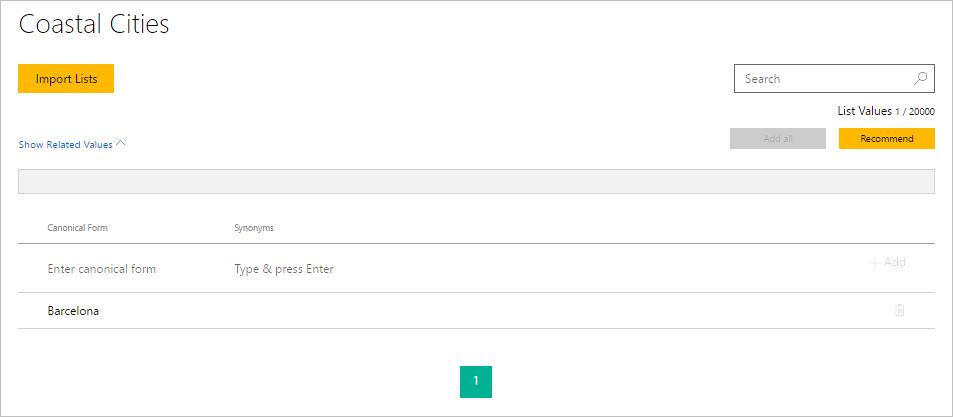 Coastal Cities
Import Lists
Search
List Values 1 / 20000
Show Related Values
Add all
Recommend
Canonical Form Synonyms
Enter canonical form Type & press Enter + Add
Barcelona
1